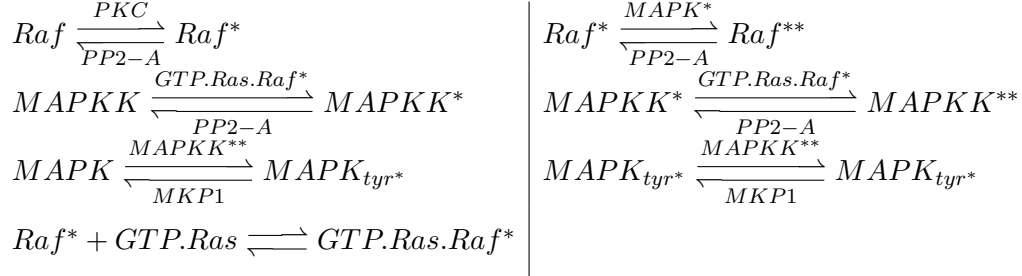 Raf ⇌ Raf* (PKC / PP2−A)
MAPKK ⇌ MAPKK* (GTP.Ras.Raf* / PP2−A)
MAPK ⇌ MAPK_tyr* (MAPKK** / MKP1)
Raf* + GTP.Ras ⇌ GTP.Ras.Raf*
Raf* ⇌ Raf** (MAPK* / PP2−A)
MAPKK* ⇌ MAPKK** (GTP.Ras.Raf* / PP2−A)
MAPK_tyr* ⇌ MAPK_tyr* (MAPKK** / MKP1)